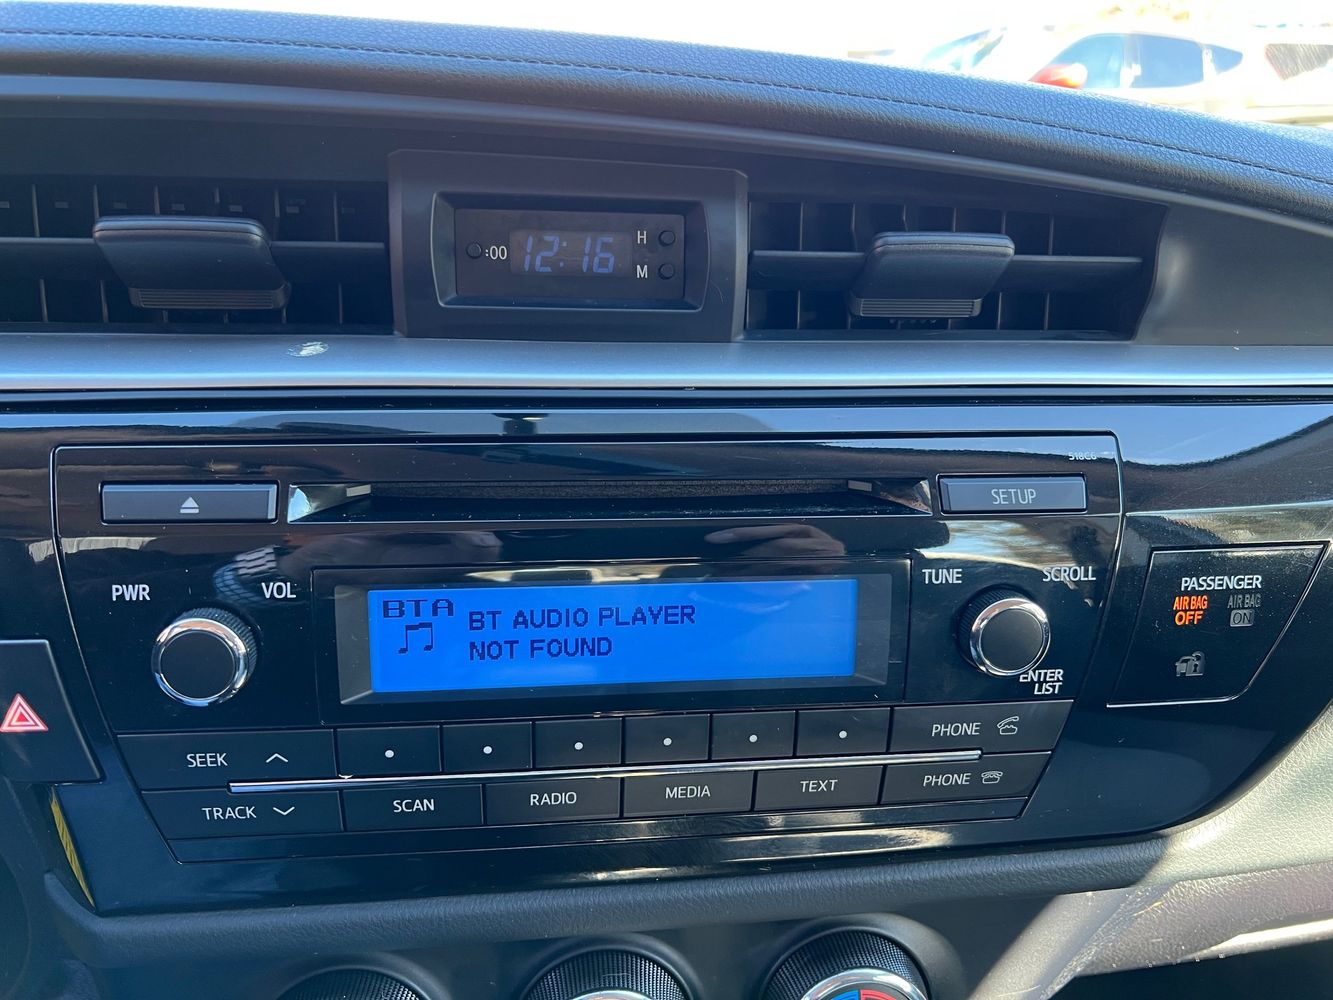 :00 12:16 H
M
518C6
SETUP
PWR VOL
TUNE SCROLL
BTA BT AUDIO PLAYER
NOT FOUND
ENTER
LIST
PASSENGER
AIR BAG OFF
AIR BAG ON
SEEK
PHONE
TRACK SCAN RADIO MEDIA TEXT PHONE